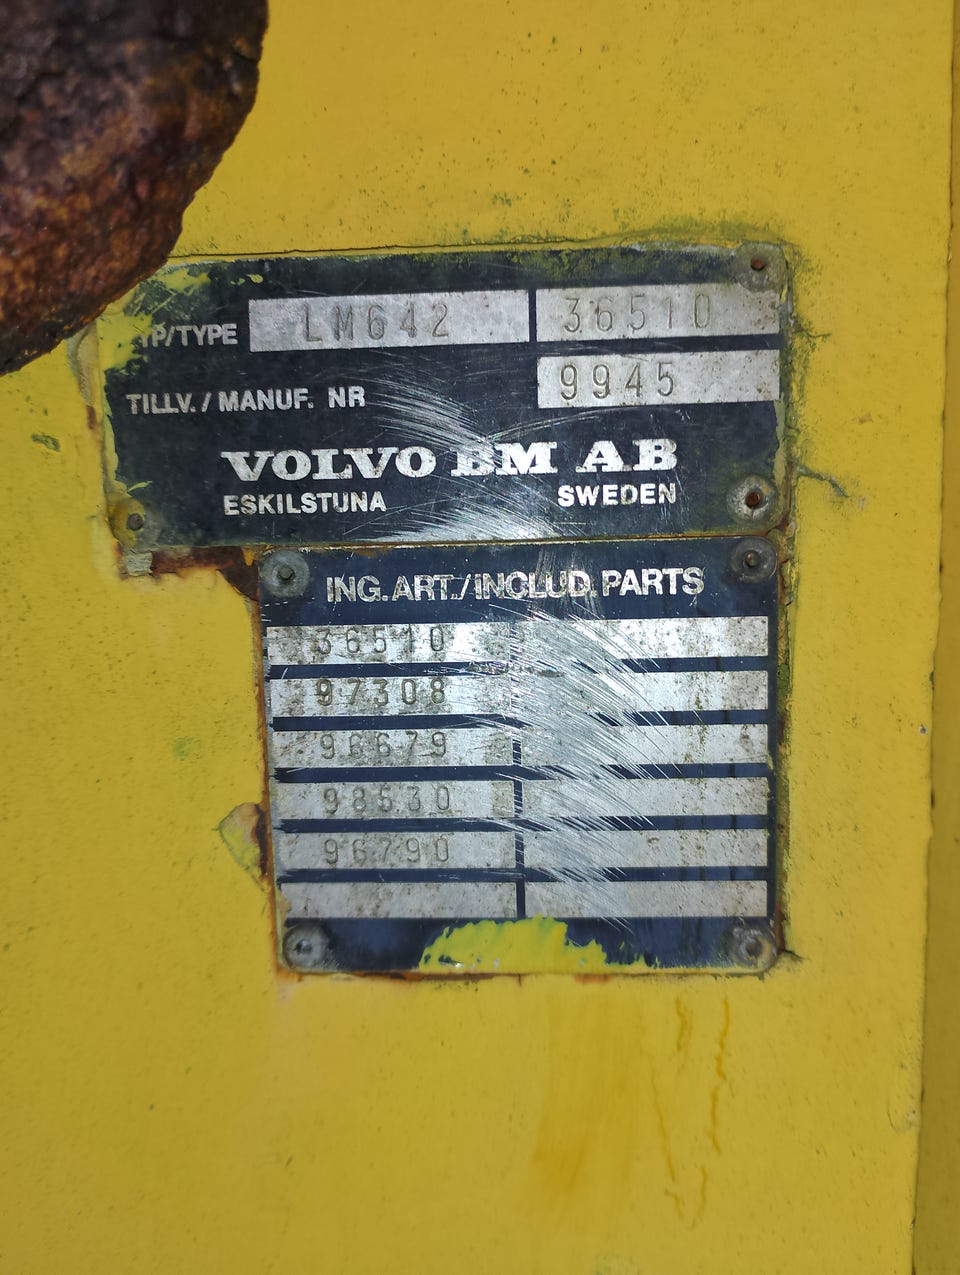 YP/TYPE LM642 36510
TILLV./MANUF. NR 9945
VOLVO BM AB
ESKILSTUNA SWEDEN
ING.ART./INCLUD.PARTS
36510
97308
96679
98530
96790